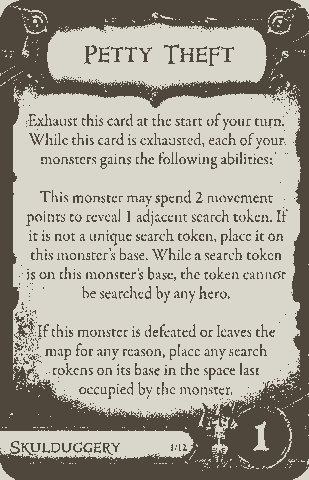 Petty Theft
Exhaust this card at the start of your turn.
While this card is exhausted, each of your
monsters gains the following abilities:
This monster may spend 2 movement
points to reveal 1 adjacent search token. If
it is not a unique search token, place it on
this monster's base. While a search token
is on this monster's base, the token cannot
be searched by any hero.
If this monster is defeated or leaves the
map for any reason, place any search
tokens on its base in the space last
occupied by the monster.
Skulduggery 1/12 1